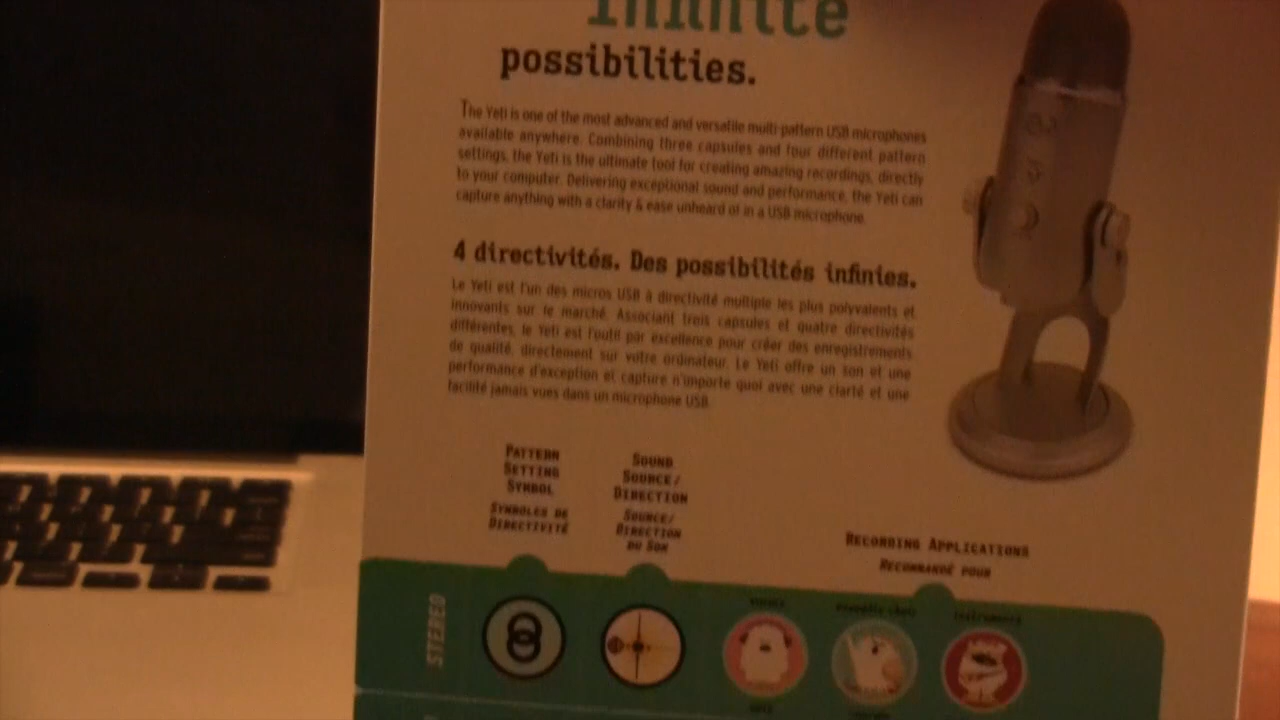 Infinite
possibilities.
The Yeti is one of the most advanced and versatile multi-pattern USB microphones
available anywhere. Combining three capsules and four different pattern
settings, the Yeti is the ultimate tool for creating amazing recordings, directly
to your computer. Delivering exceptional sound and performance, the Yeti can
capture anything with a clarity & ease unheard of in a USB microphone.
4 directivités. Des possibilités infinies.
Le Yeti est l'un des micros USB à directivité multiple les plus polyvalents et
innovants sur le marché. Associant trois capsules et quatre directivités
différentes, le Yeti est l'outil par excellence pour créer des enregistrements
de qualité, directement sur votre ordinateur. Le Yeti offre un son et une
performance d'exception et capture n'importe quoi avec une clarté et une
facilité jamais vues dans un microphone USB.
PATTERN
SETTING
SYMBOL
SYMBOLES DE
DIRECTIVITÉ
SOUND
SOURCE/
DIRECTION
SOURCE/
DIRECTION
DU SON
RECORDING APPLICATIONS
RECOMMANDÉ POUR
STEREO
vocals
acoustic guitar
instruments